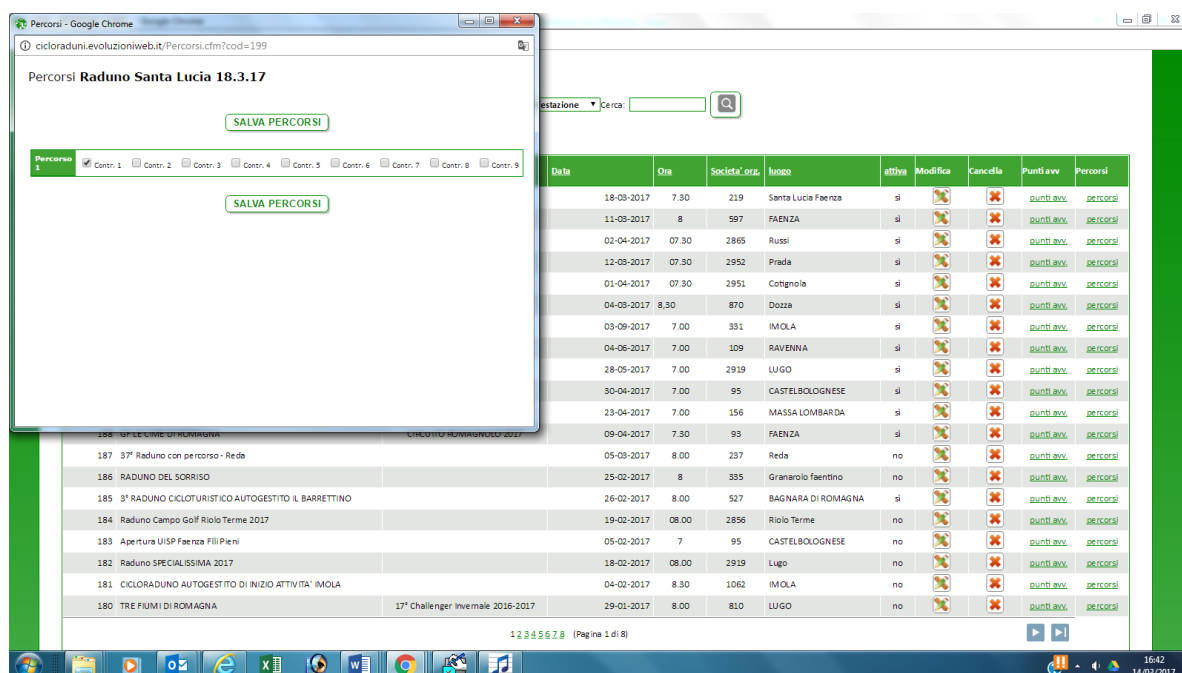 Percorsi - Google Chrome
cicloraduni.evoluzioniweb.it/Percorsi.cfm?cod=199
Percorsi Raduno Santa Lucia 18.3.17
SALVA PERCORSI
Percorso 1 Contr. 1 Contr. 2 Contr. 3 Contr. 4 Contr. 5 Contr. 6 Contr. 7 Contr. 8 Contr. 9
SALVA PERCORSI
estazione Cerca:
Data Ora Societa' org. luogo attiva Modifica Cancella Punti avv Percorsi
18-03-2017 7.30 219 Santa Lucia Faenza sì punti avv. percorsi
11-03-2017 8 597 FAENZA sì punti avv. percorsi
02-04-2017 07.30 2865 Russi sì punti avv. percorsi
12-03-2017 07.30 2952 Prada sì punti avv. percorsi
01-04-2017 07.30 2951 Cotignola sì punti avv. percorsi
04-03-2017 8,30 870 Dozza sì punti avv. percorsi
03-09-2017 7.00 331 IMOLA sì punti avv. percorsi
04-06-2017 7.00 109 RAVENNA sì punti avv. percorsi
28-05-2017 7.00 2919 LUGO sì punti avv. percorsi
30-04-2017 7.00 95 CASTELBOLOGNESE sì punti avv. percorsi
23-04-2017 7.00 156 MASSA LOMBARDA sì punti avv. percorsi
188 GF LE CIME DI ROMAGNA CIRCUITO ROMAGNOLO 2017 09-04-2017 7.30 93 FAENZA sì punti avv. percorsi
187 37° Raduno con percorso - Reda 05-03-2017 8.00 237 Reda no punti avv. percorsi
186 RADUNO DEL SORRISO 25-02-2017 8 335 Granarolo faentino no punti avv. percorsi
185 3° RADUNO CICLOTURISTICO AUTOGESTITO IL BARRETTINO 26-02-2017 8.00 527 BAGNARA DI ROMAGNA sì punti avv. percorsi
184 Raduno Campo Golf Riolo Terme 2017 19-02-2017 08.00 2856 Riolo Terme no punti avv. percorsi
183 Apertura UISP Faenza Flli Pieni 05-02-2017 7 95 CASTELBOLOGNESE no punti avv. percorsi
182 Raduno SPECIALISSIMA 2017 18-02-2017 08.00 2919 Lugo no punti avv. percorsi
181 CICLORADUNO AUTOGESTITO DI INIZIO ATTIVITA' IMOLA 04-02-2017 8.30 1062 IMOLA no punti avv. percorsi
180 TRE FIUMI DI ROMAGNA 17° Challenger Invernale 2016-2017 29-01-2017 8.00 810 LUGO no punti avv. percorsi
1 2 3 4 5 6 7 8 (Pagina 1 di 8)
16:42
14/03/2017